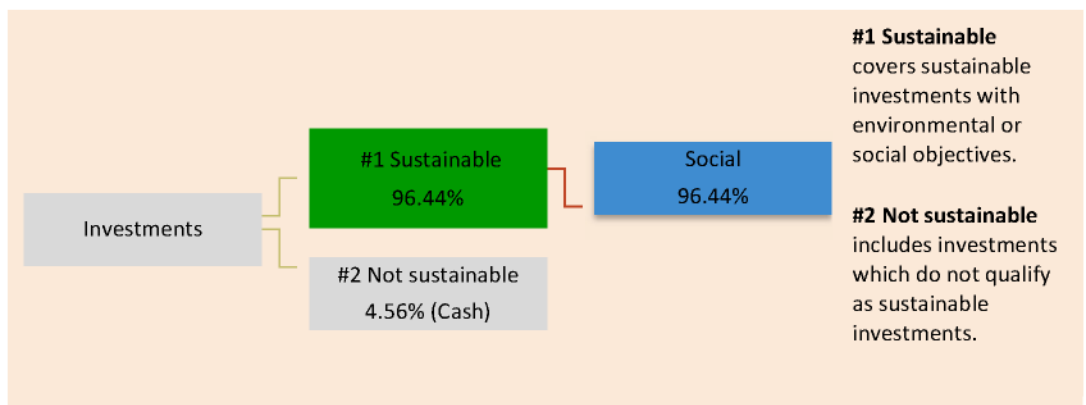 Investments
#1 Sustainable
96.44%
#2 Not sustainable
4.56% (Cash)
Social
96.44%
#1 Sustainable
covers sustainable
investments with
environmental or
social objectives.
#2 Not sustainable
includes investments
which do not qualify
as sustainable
investments.